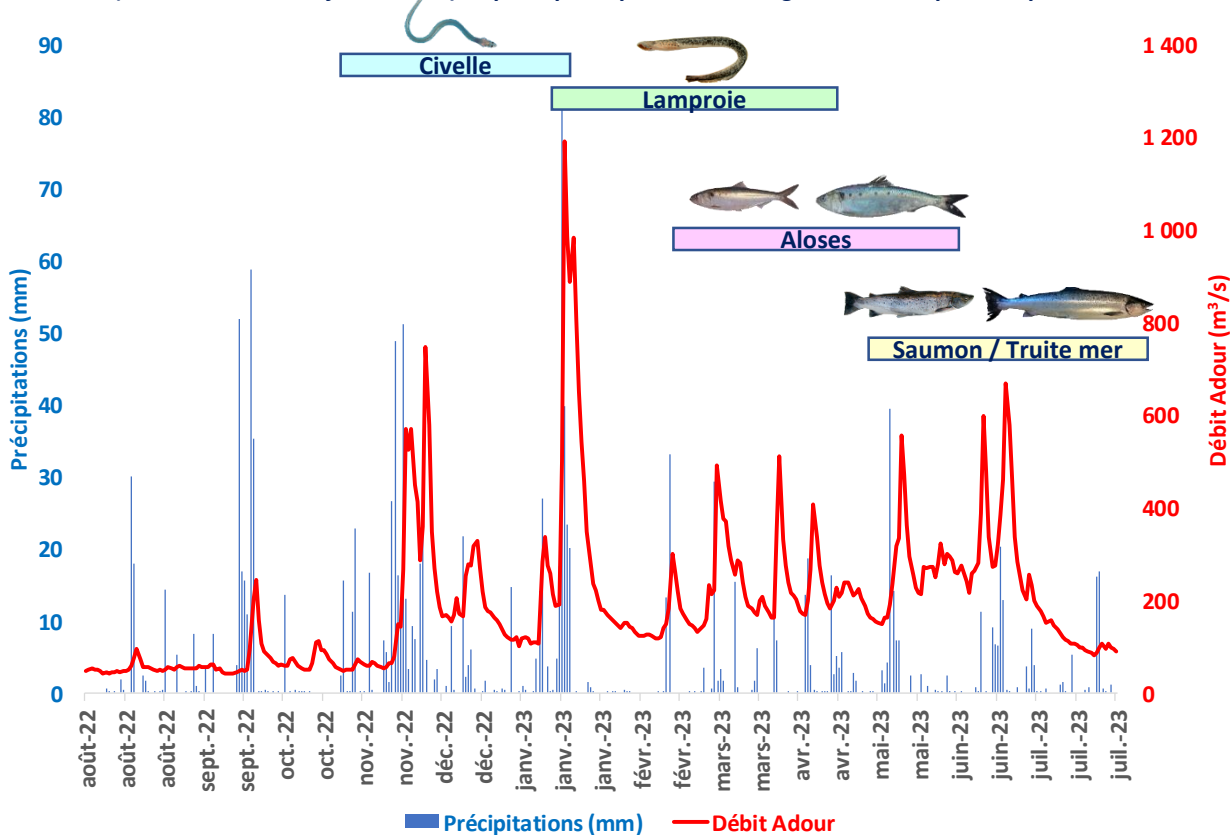 90
80
70
60
50
40
30
20
10
0
Précipitations (mm)
1 400
1 200
1 000
800
600
400
200
0
Débit Adour (m³/s)
Civelle
Lamproie
Aloses
Saumon / Truite mer
août-22
août-22
août-22
sept.-22
sept.-22
oct.-22
oct.-22
nov.-22
nov.-22
déc.-22
déc.-22
janv.-23
janv.-23
janv.-23
févr.-23
févr.-23
mars-23
mars-23
avr.-23
avr.-23
mai-23
mai-23
juin-23
juin-23
juil.-23
juil.-23
juil.-23
Précipitations (mm)
Débit Adour